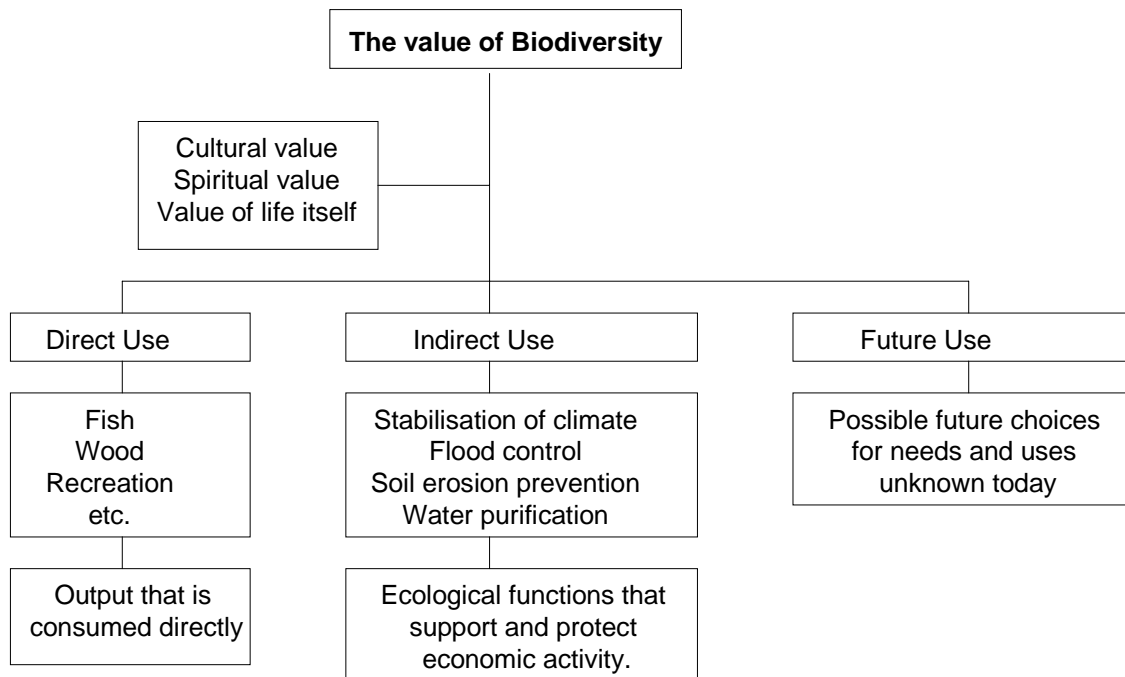 The value of Biodiversity
Cultural value
Spiritual value
Value of life itself
Direct Use
Indirect Use
Future Use
Fish
Wood
Recreation
etc.
Stabilisation of climate
Flood control
Soil erosion prevention
Water purification
Possible future choices
for needs and uses
unknown today
Output that is
consumed directly
Ecological functions that
support and protect
economic activity.